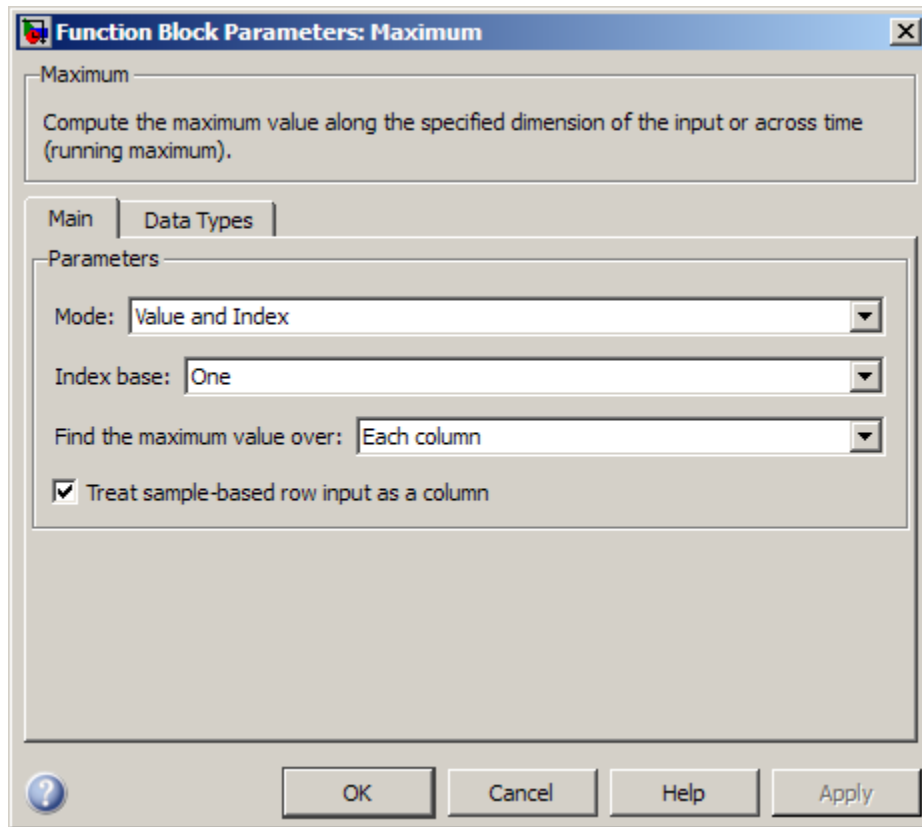 Function Block Parameters: Maximum
Maximum
Compute the maximum value along the specified dimension of the input or across time
(running maximum).
Main Data Types
Parameters
Mode: Value and Index
Index base: One
Find the maximum value over: Each column
Treat sample-based row input as a column
? OK Cancel Help Apply